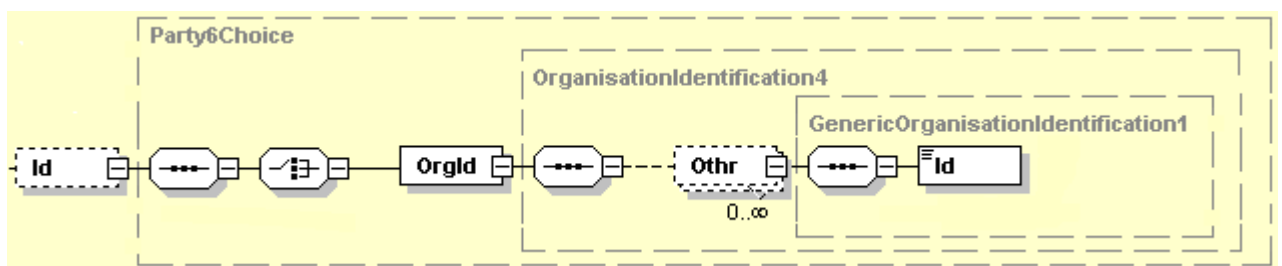 Party6Choice
OrganisationIdentification4
GenericOrganisationIdentification1
Id
OrgId
Othr
Id
0..∞